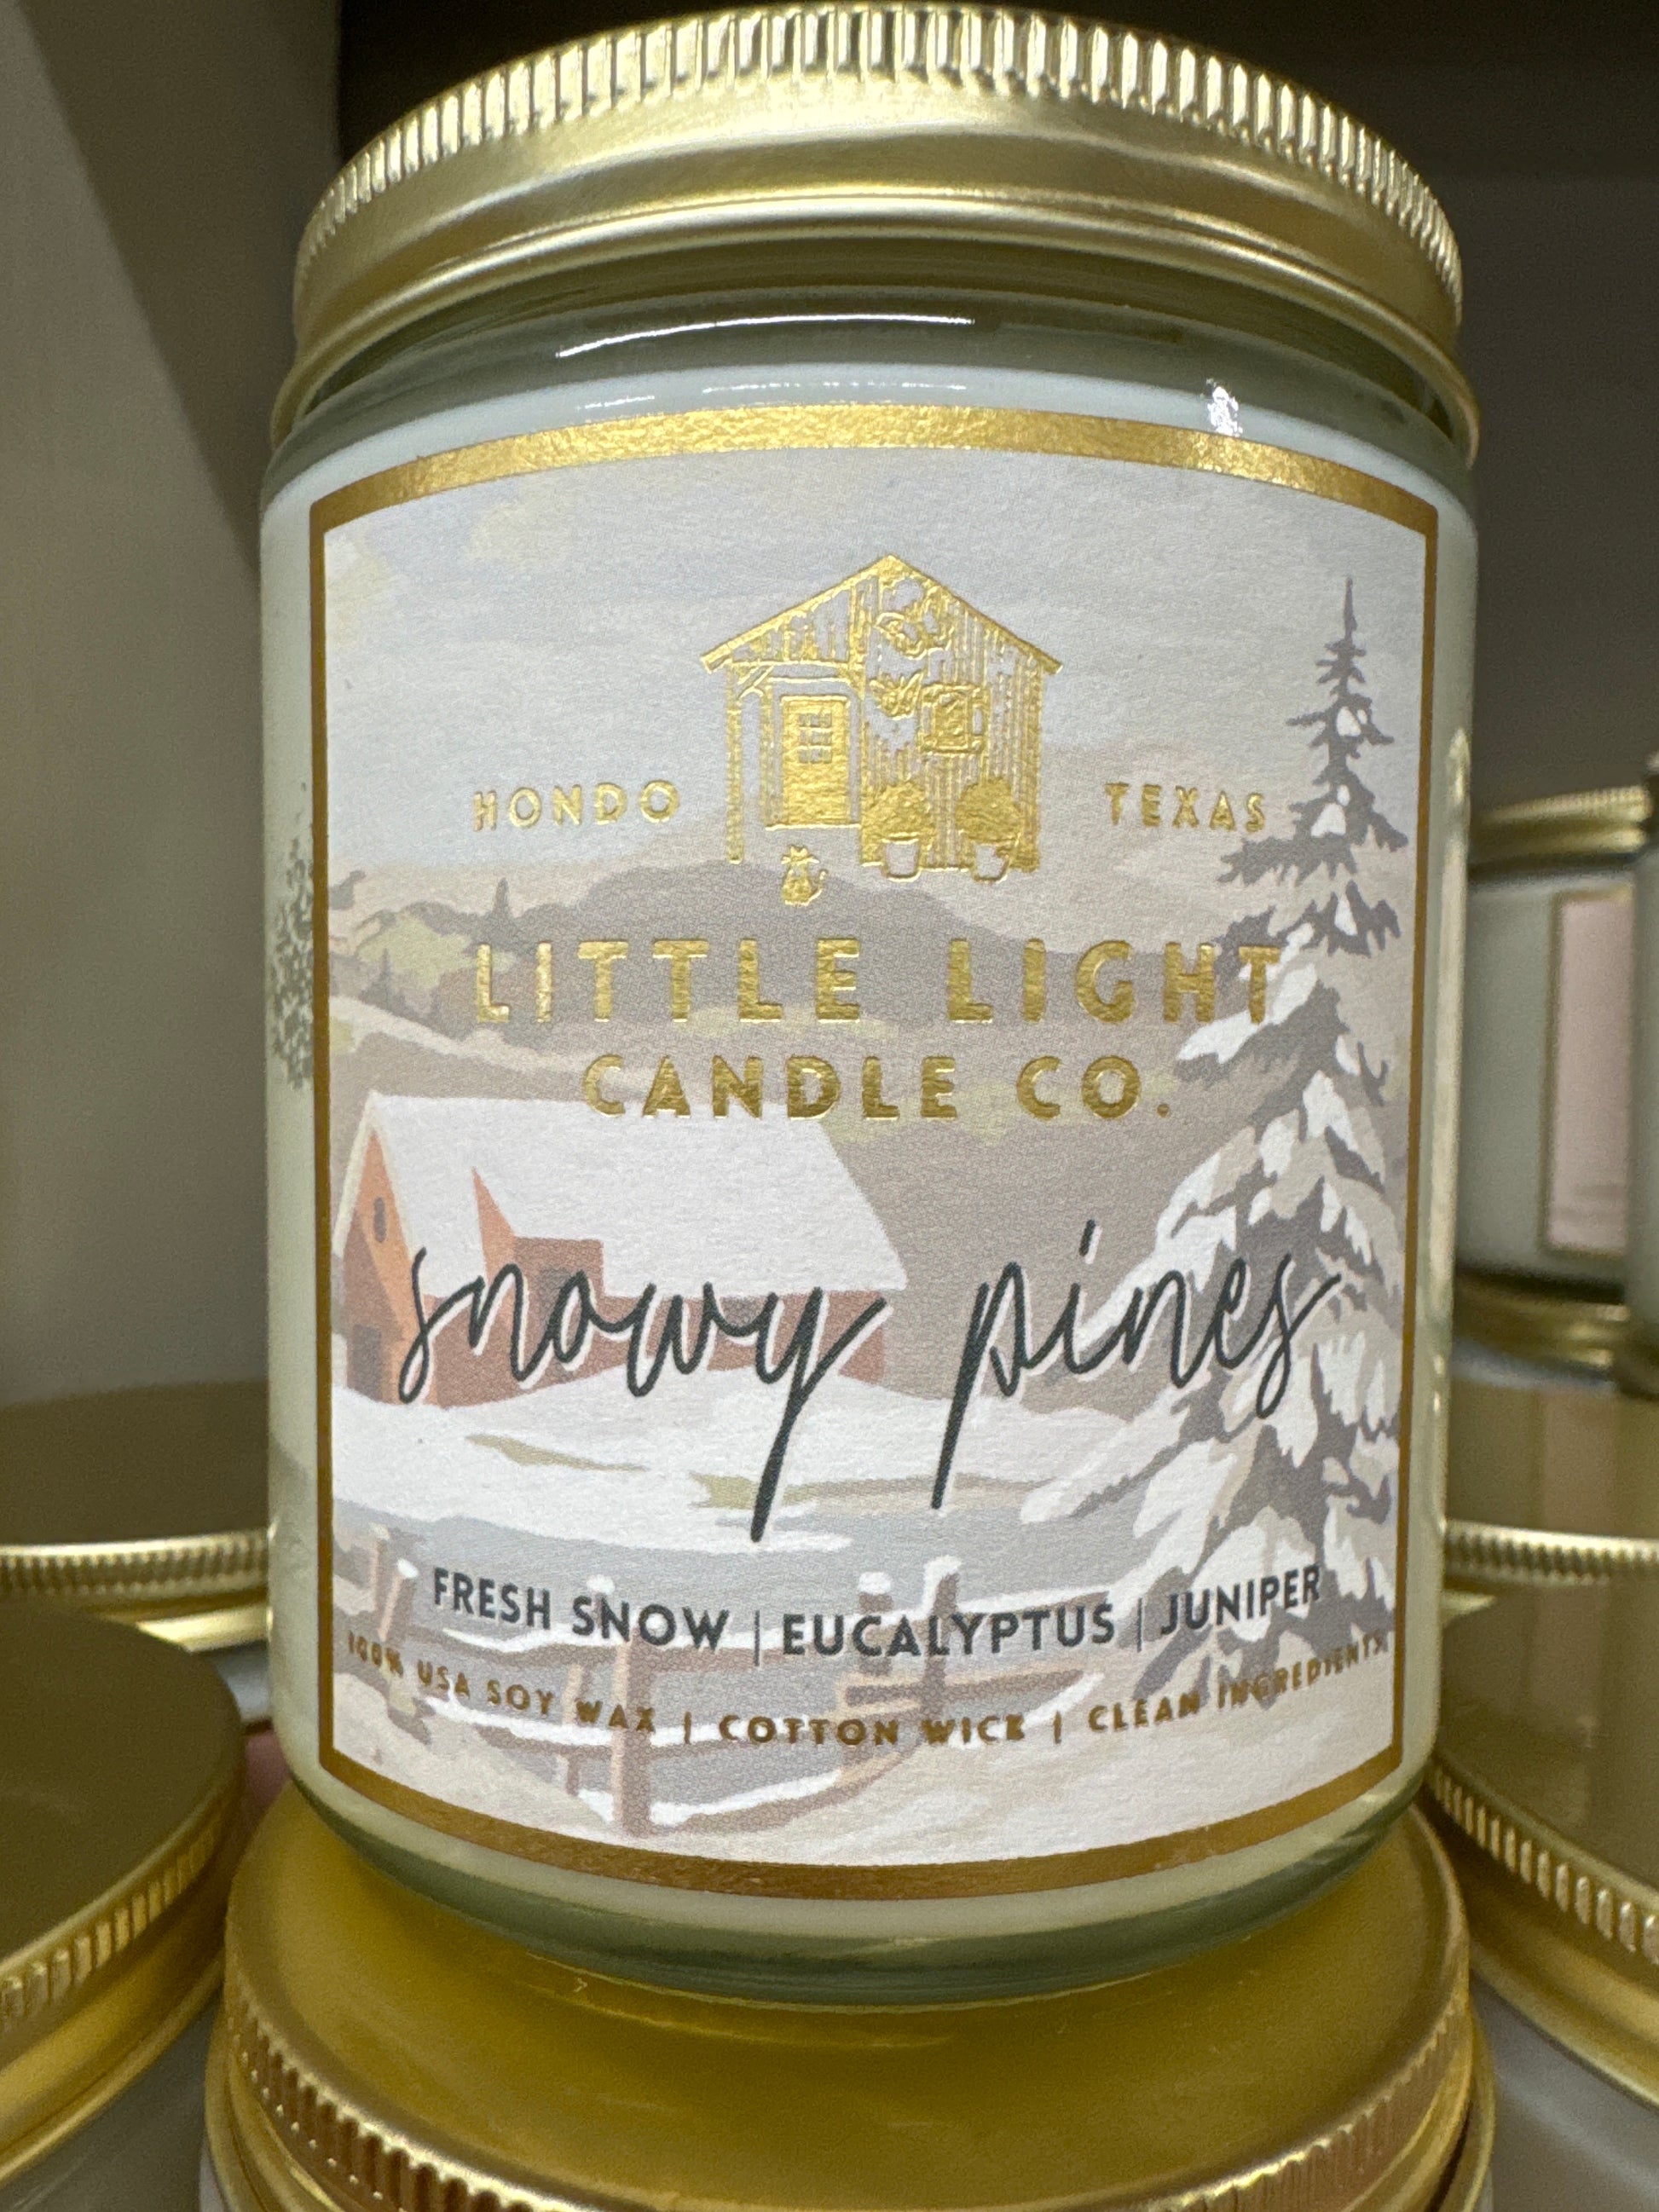 HONDO TEXAS
LITTLE LIGHT
CANDLE CO.
snowy pines
FRESH SNOW | EUCALYPTUS | JUNIPER
100% USA SOY WAX | COTTON WICK | CLEAN INGREDIENTS